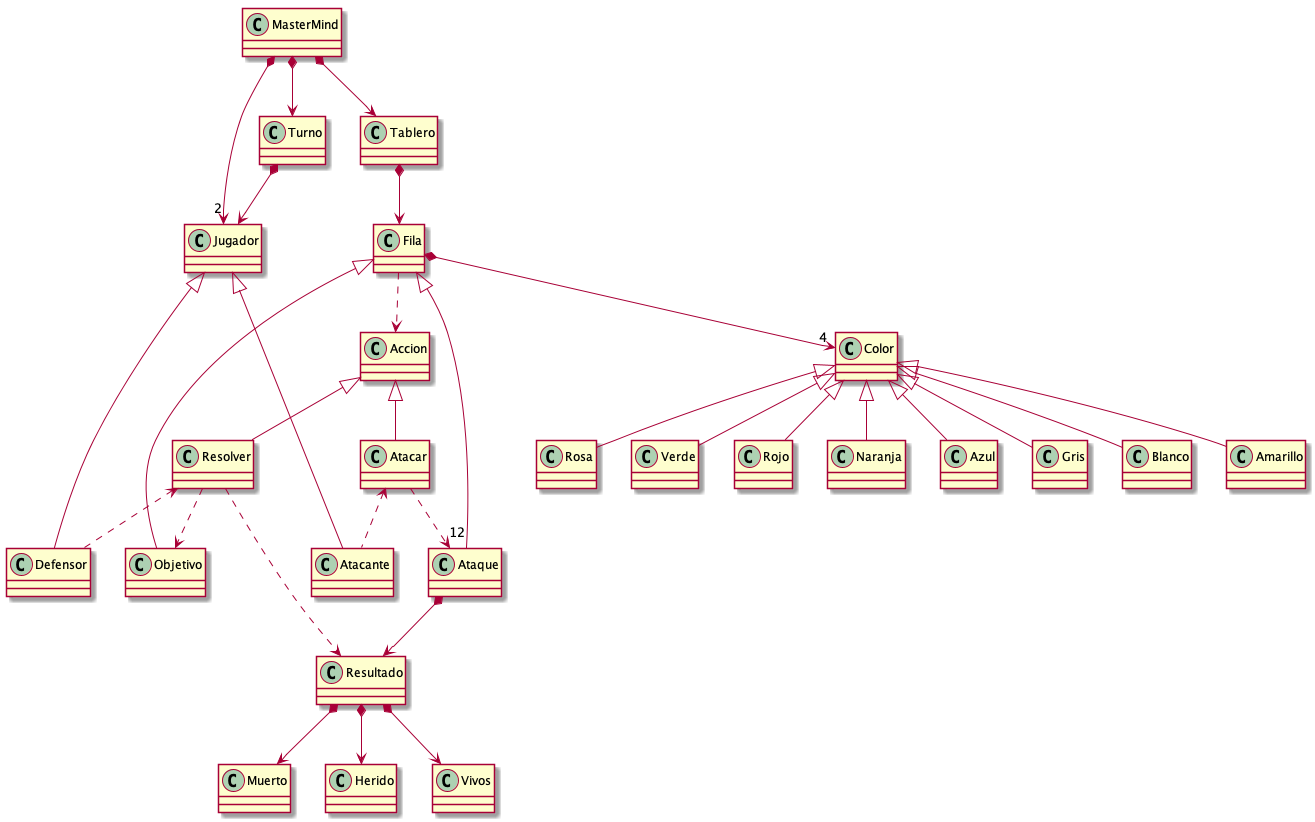 C MasterMind
C Turno
C Tablero
2
C Jugador
C Fila
4
C Accion
C Color
C Resolver
C Atacar
C Rosa
C Verde
C Rojo
C Naranja
C Azul
C Gris
C Blanco
C Amarillo
12
C Defensor
C Objetivo
C Atacante
C Ataque
C Resultado
C Muerto
C Herido
C Vivos